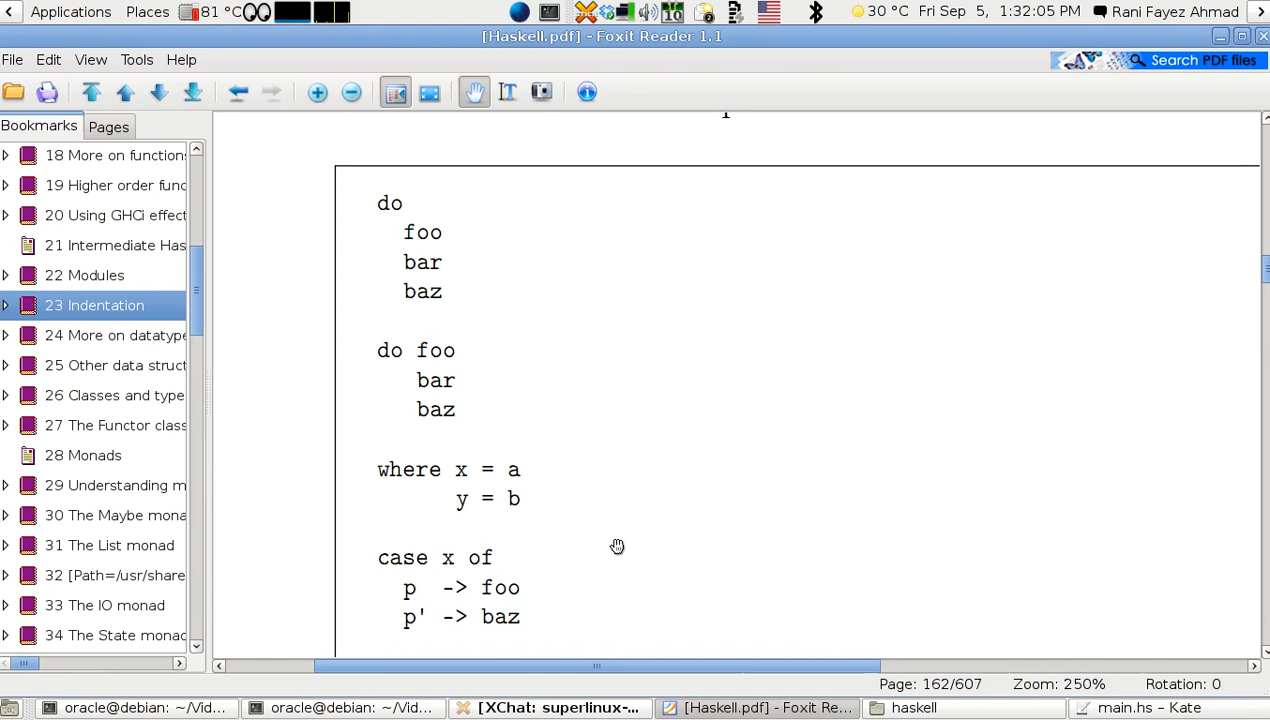 Applications Places 81 °C 10 30 °C Fri Sep 5, 1:32:05 PM Rani Fayez Ahmad
[Haskell.pdf] - Foxit Reader 1.1
File Edit View Tools Help
Search PDF files
Bookmarks Pages
18 More on function
19 Higher order func
20 Using GHCi effect
21 Intermediate Has
22 Modules
23 Indentation
24 More on datatype
25 Other data struct
26 Classes and type
27 The Functor class
28 Monads
29 Understanding m
30 The Maybe mona
31 The List monad
32 [Path=/usr/share
33 The IO monad
34 The State monad
do
foo
bar
baz
do foo
bar
baz
where x = a
y = b
case x of
p -> foo
p' -> baz
Page: 162/607 Zoom: 250% Rotation: 0
oracle@debian: ~/Vid... oracle@debian: ~/Vid... [XChat: superlinux-... [Haskell.pdf] - Foxit Re... haskell main.hs - Kate